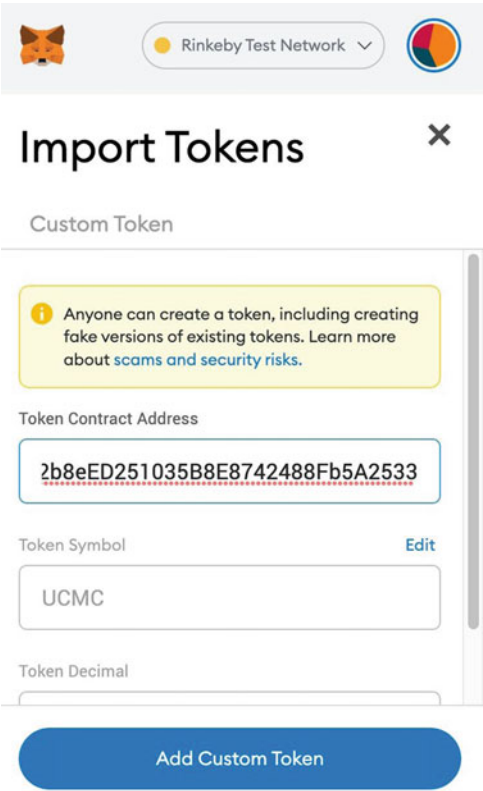 Rinkeby Test Network
Import Tokens
Custom Token
Anyone can create a token, including creating
fake versions of existing tokens. Learn more
about scams and security risks.
Token Contract Address
2b8eED251035B8E8742488Fb5A2533
Token Symbol
Edit
UCMC
Token Decimal
Add Custom Token